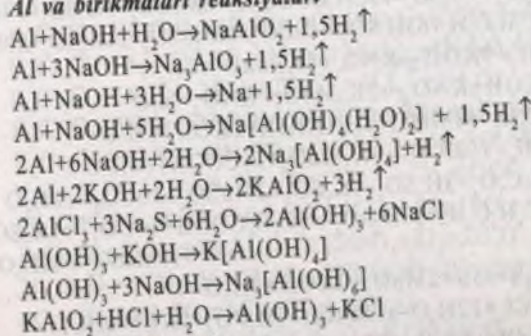 Al va birikmalari reaksiyalari
Al+NaOH+H₂O→NaAlO₂+1,5H₂↑
Al+3NaOH→Na₃AlO₃+1,5H₂↑
Al+NaOH+3H₂O→Na+1,5H₂↑
Al+NaOH+5H₂O→Na[Al(OH)₄(H₂O)₂] + 1,5H₂↑
2Al+6NaOH+2H₂O→2Na₃[Al(OH)₄]+H₂↑
2Al+2KOH+2H₂O→2KAlO₂+3H₂↑
2AlCl₃+3Na₂S+6H₂O→2Al(OH)₃+6NaCl
Al(OH)₃+KOH→K[Al(OH)₄]
Al(OH)₃+3NaOH→Na₃[Al(OH)₄]
KAlO₂+HCl+H₂O→Al(OH)₃+KCl